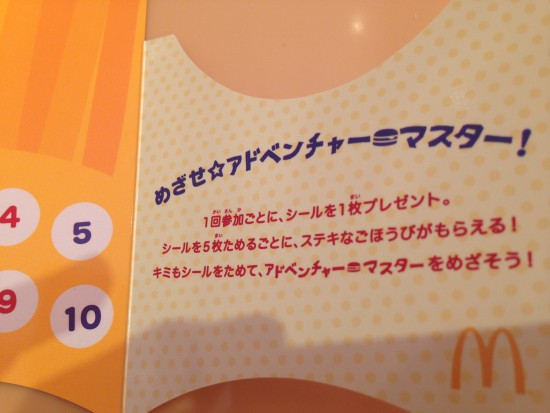 めざせ☆アドベンチャーマスター!
1回参加ごとに、シールを1枚プレゼント。
シールを5枚ためるごとに、ステキなごほうびがもらえる!
キミもシールをためて、アドベンチャーマスターをめざそう!
4 5
9 10